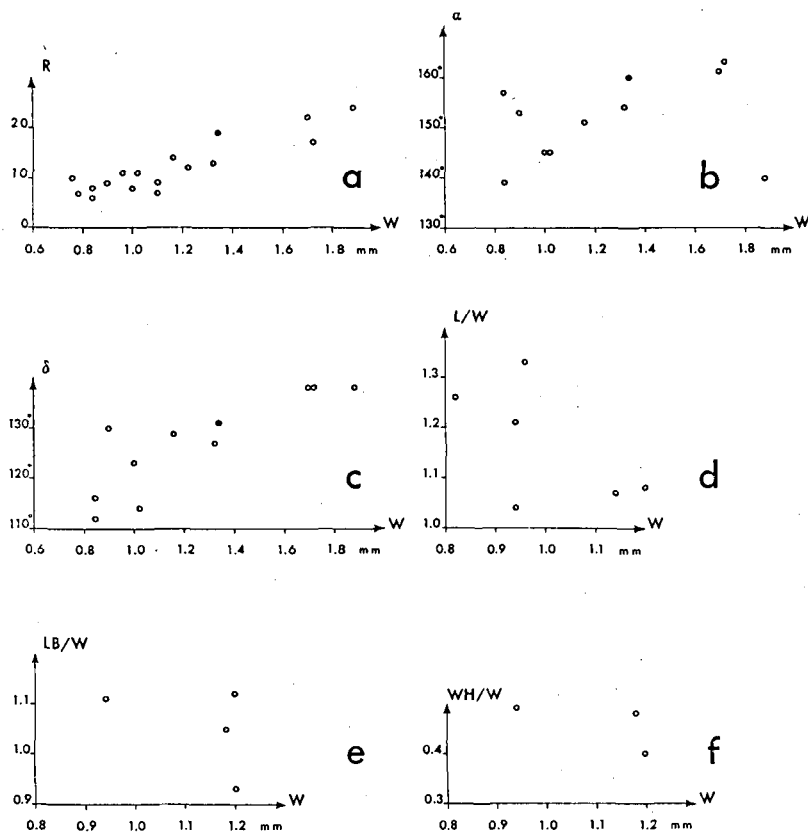 R
20
10
0
0.6 0.8 1.0 1.2 1.4 1.6 1.8 mm
W
a
α
160°
150°
140°
130°
0.6 0.8 1.0 1.2 1.4 1.6 1.8 mm
W
b
δ
130°
120°
110°
0.6 0.8 1.0 1.2 1.4 1.6 1.8 mm
W
c
L/W
1.3
1.2
1.1
1.0
0.8 0.9 1.0 1.1 mm
W
d
LB/W
1.1
1.0
0.9
0.8 0.9 1.0 1.1 1.2 mm
W
e
WH/W
0.4
0.3
0.8 0.9 1.0 1.1 1.2 mm
W
f